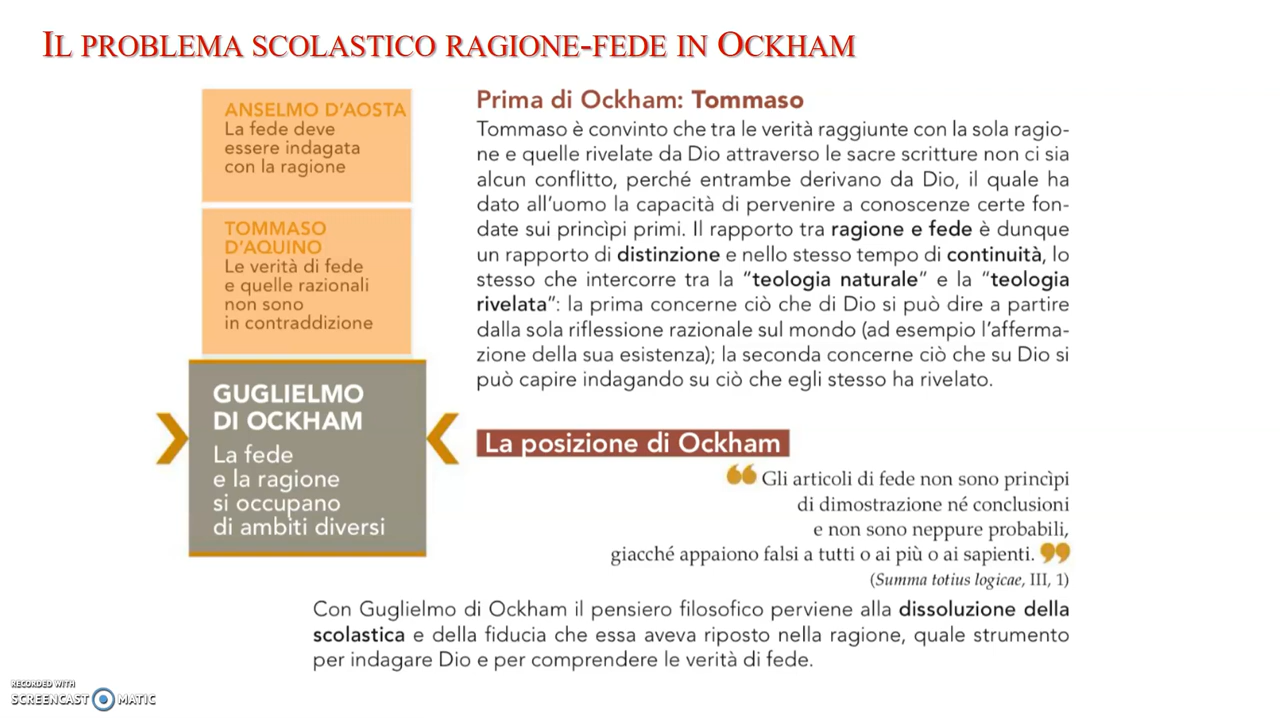 IL PROBLEMA SCOLASTICO RAGIONE-FEDE IN OCKHAM
ANSELMO D'AOSTA
La fede deve
essere indagata
con la ragione
TOMMASO
D'AQUINO
Le verità di fede
e quelle razionali
non sono
in contraddizione
GUGLIELMO
DI OCKHAM
La fede
e la ragione
si occupano
di ambiti diversi
Prima di Ockham: Tommaso
Tommaso è convinto che tra le verità raggiunte con la sola ragio-
ne e quelle rivelate da Dio attraverso le sacre scritture non ci sia
alcun conflitto, perché entrambe derivano da Dio, il quale ha
dato all'uomo la capacità di pervenire a conoscenze certe fon-
date sui princìpi primi. Il rapporto tra ragione e fede è dunque
un rapporto di distinzione e nello stesso tempo di continuità, lo
stesso che intercorre tra la "teologia naturale" e la "teologia
rivelata": la prima concerne ciò che di Dio si può dire a partire
dalla sola riflessione razionale sul mondo (ad esempio l'afferma-
zione della sua esistenza); la seconda concerne ciò che su Dio si
può capire indagando su ciò che egli stesso ha rivelato.
La posizione di Ockham
“Gli articoli di fede non sono princìpi
di dimostrazione né conclusioni
e non sono neppure probabili,
giacché appaiono falsi a tutti o ai più o ai sapienti.”
(Summa totius logicae, III, 1)
Con Guglielmo di Ockham il pensiero filosofico perviene alla dissoluzione della
scolastica e della fiducia che essa aveva riposto nella ragione, quale strumento
per indagare Dio e per comprendere le verità di fede.
RECORDED WITH
SCREENCAST MATIC